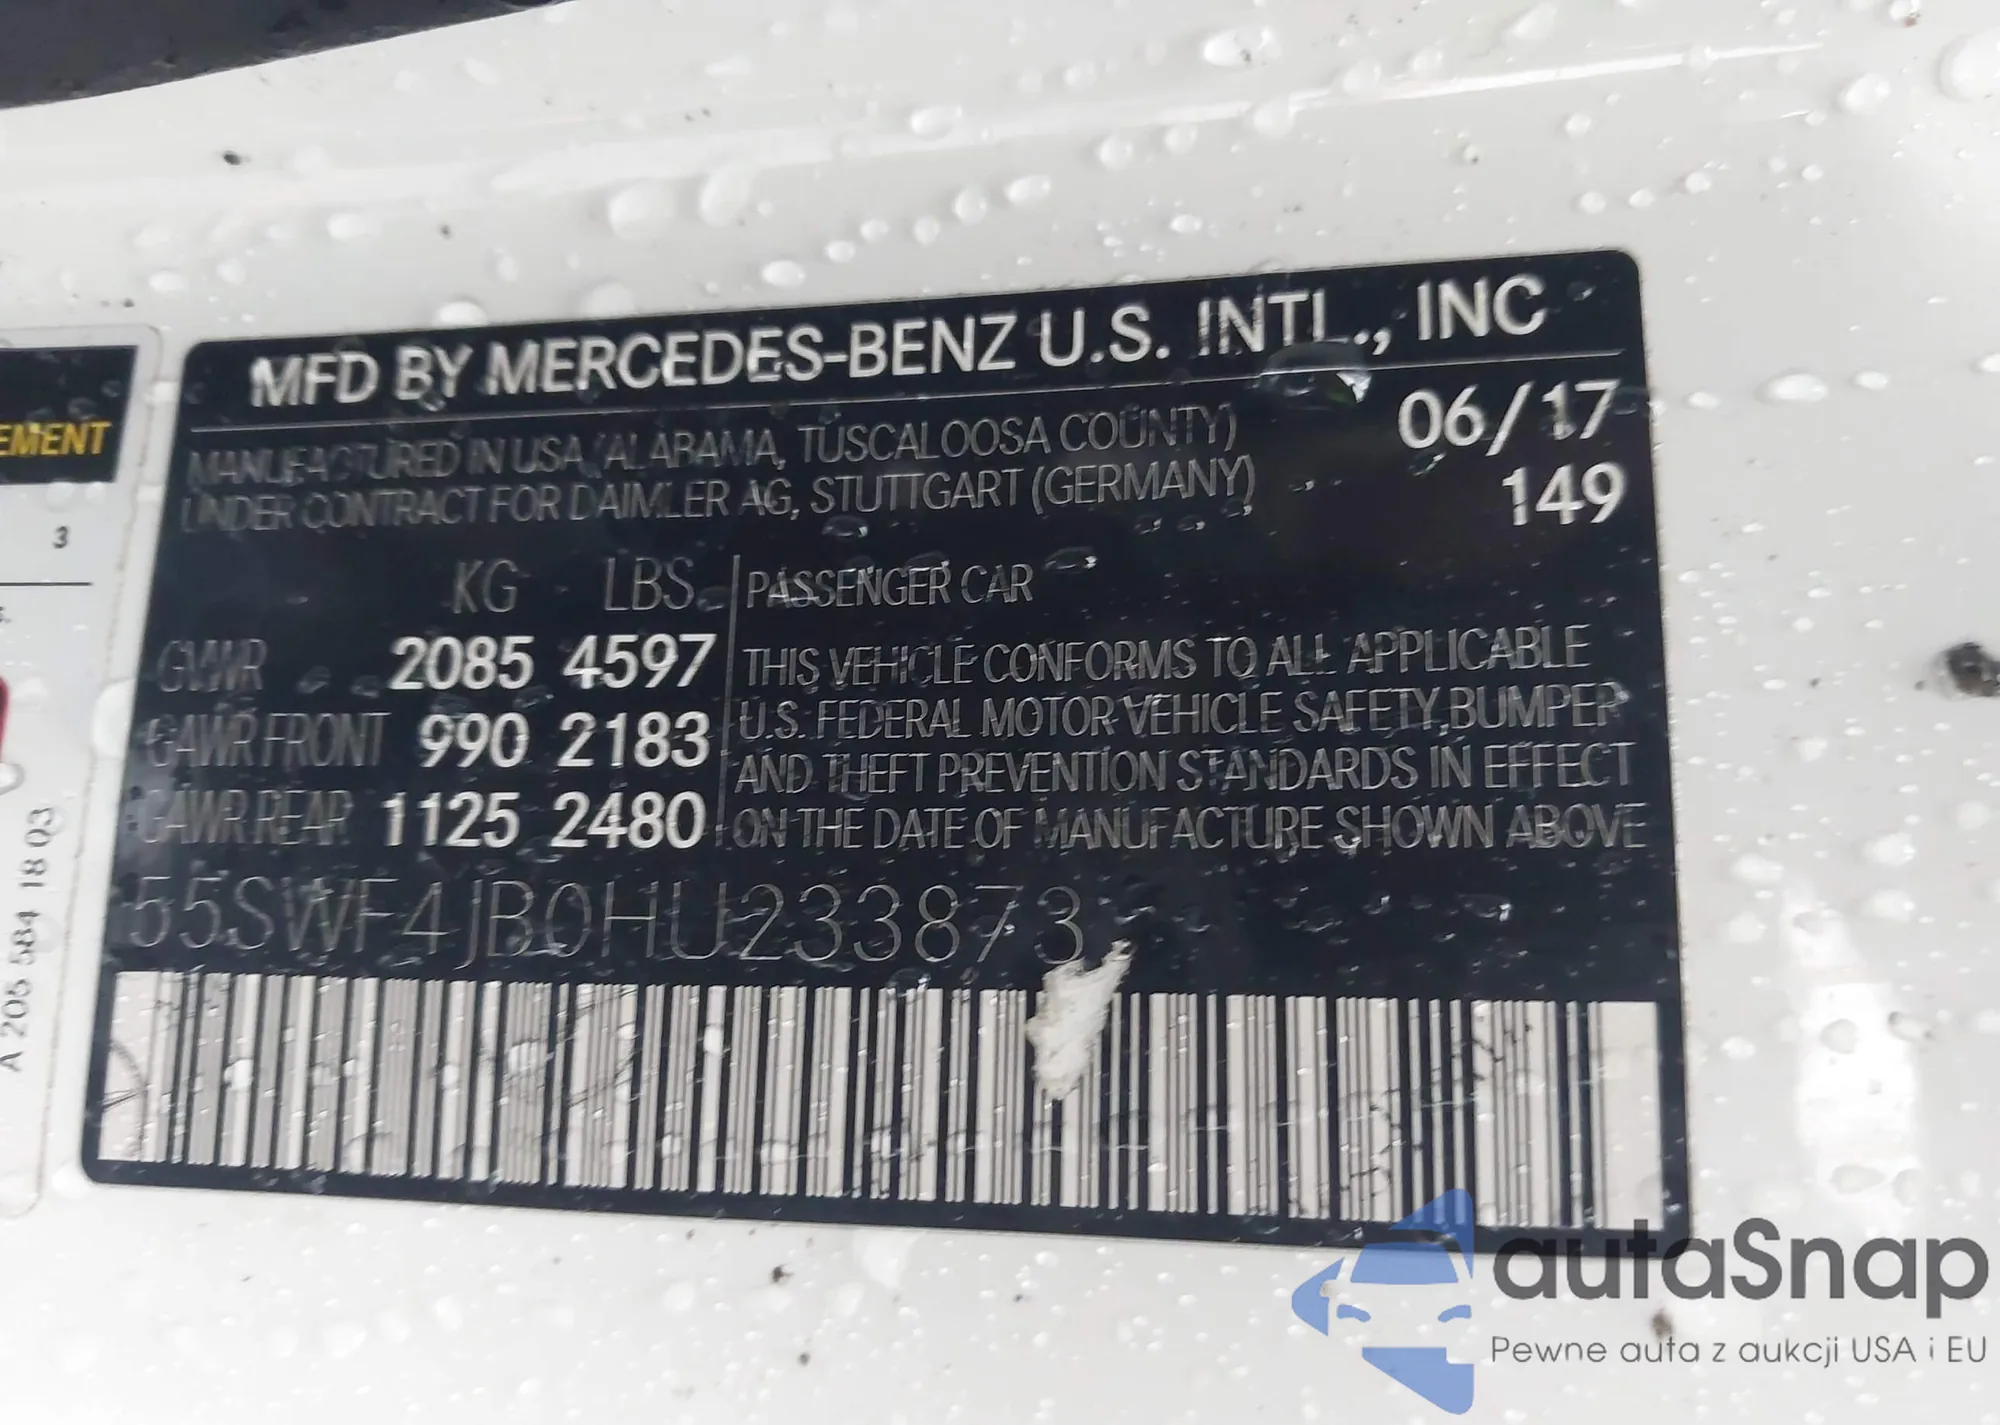 MFD BY MERCEDES-BENZ U.S. INTL., INC
MANUFACTURED IN USA (ALABAMA, TUSCALOOSA COUNTY)
UNDER CONTRACT FOR DAIMLER AG, STUTTGART (GERMANY)
06/17
149
KG LBS
GVWR 2085 4597
GAWR FRONT 990 2183
GAWR REAR 1125 2480
PASSENGER CAR
THIS VEHICLE CONFORMS TO ALL APPLICABLE
U.S. FEDERAL MOTOR VEHICLE SAFETY, BUMPER
AND THEFT PREVENTION STANDARDS IN EFFECT
ON THE DATE OF MANUFACTURE SHOWN ABOVE
55SWF4JB0HU233873
EMENT
3
A 205 584 18 03
autaSnap
Pewne auta z aukcji USA i EU